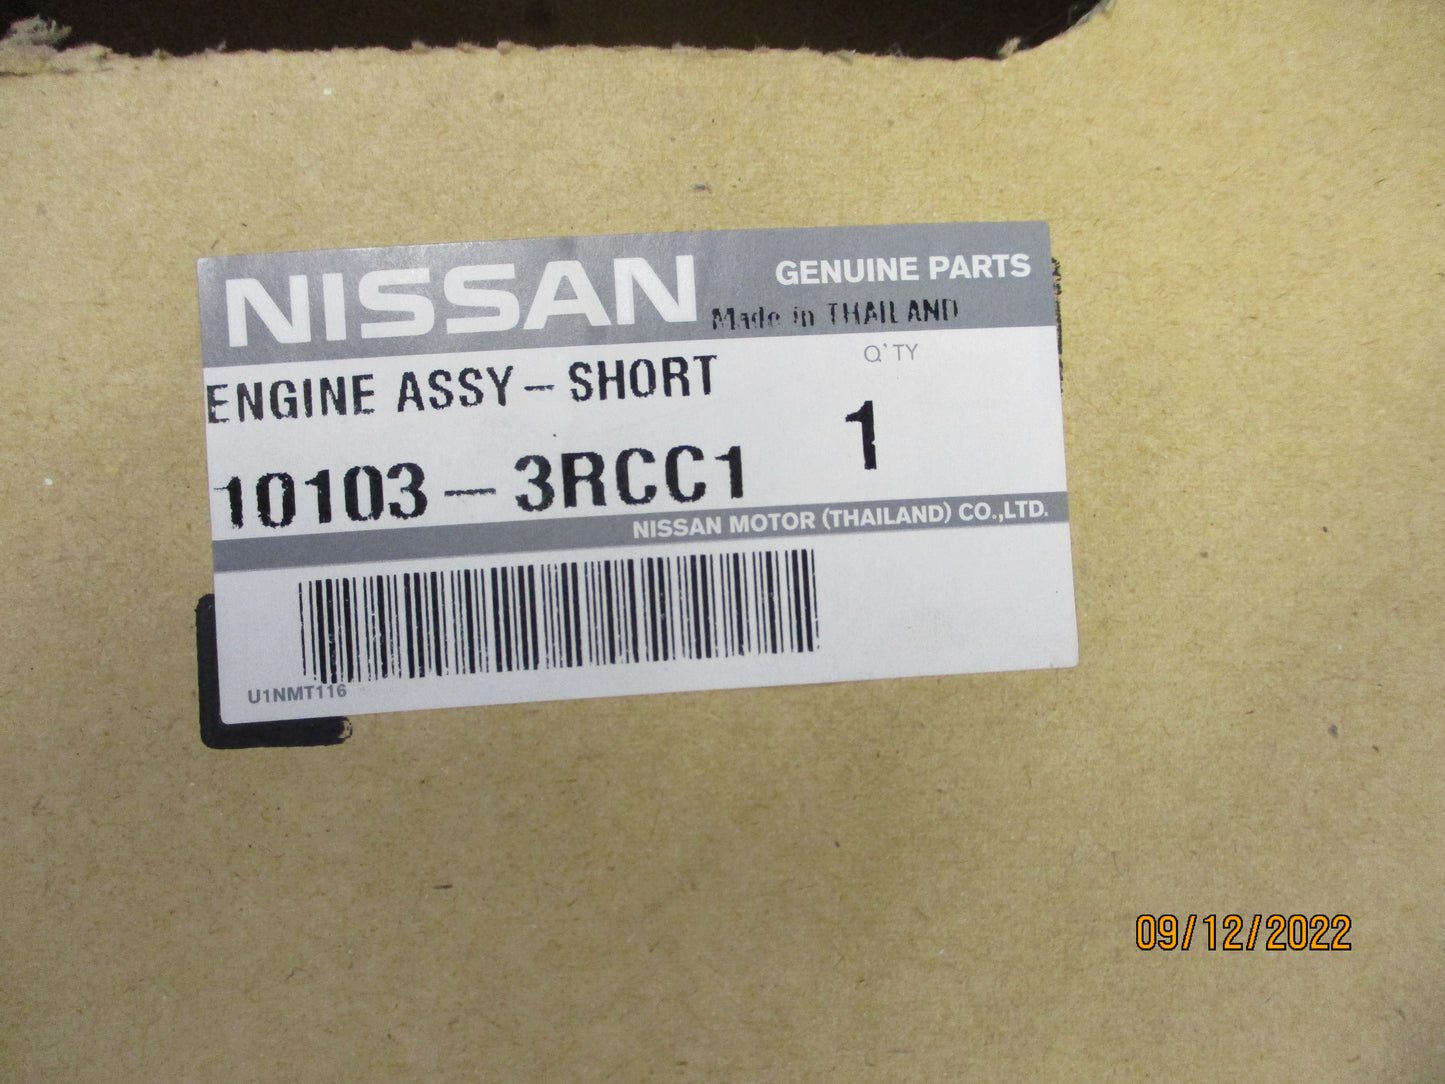 NISSAN
GENUINE PARTS
Made in THAILAND
ENGINE ASSY-SHORT
Q'TY
10103-3RCC1
1
NISSAN MOTOR (THAILAND) CO.,LTD.
U1NMT116
09/12/2022